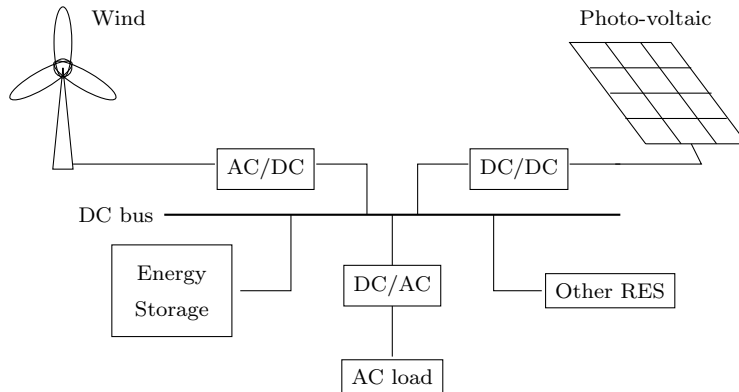 Wind
Photo-voltaic
AC/DC
DC/DC
DC bus
Energy
Storage
DC/AC
Other RES
AC load